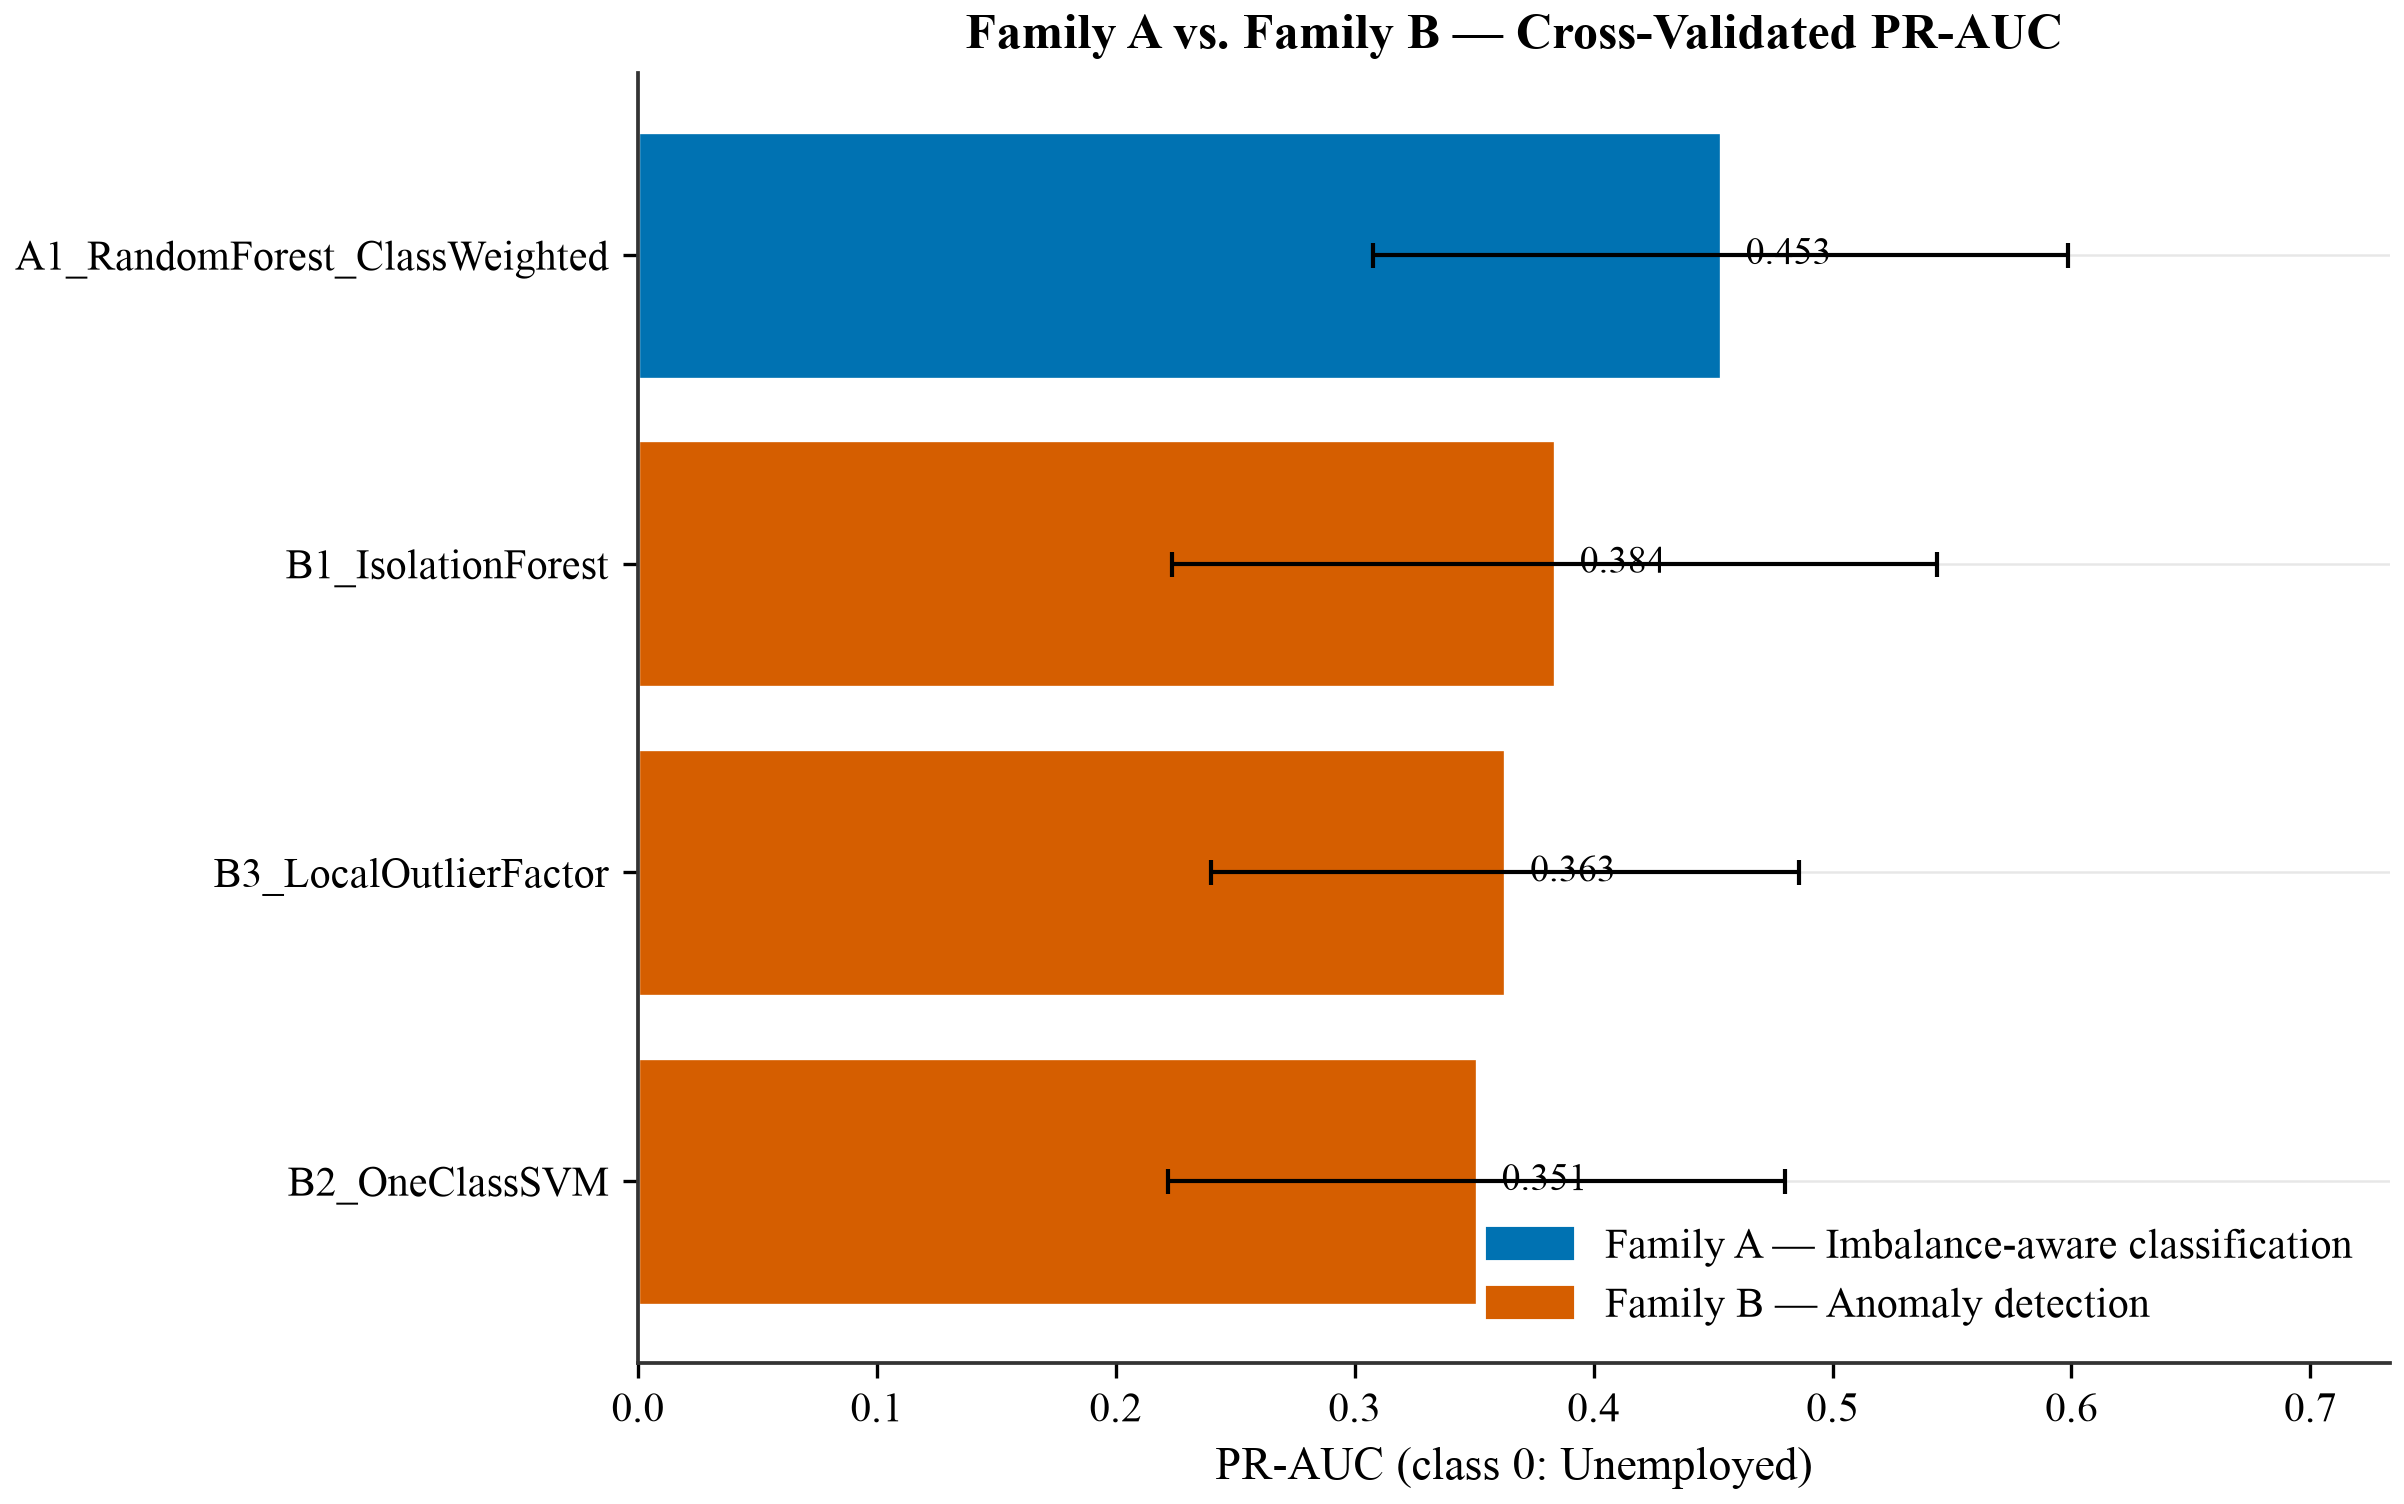 Family A vs. Family B — Cross-Validated PR-AUC
A1_RandomForest_ClassWeighted
0.453
B1_IsolationForest
0.384
B3_LocalOutlierFactor
0.363
B2_OneClassSVM
0.351
Family A — Imbalance-aware classification
Family B — Anomaly detection
0.0 0.1 0.2 0.3 0.4 0.5 0.6 0.7
PR-AUC (class 0: Unemployed)